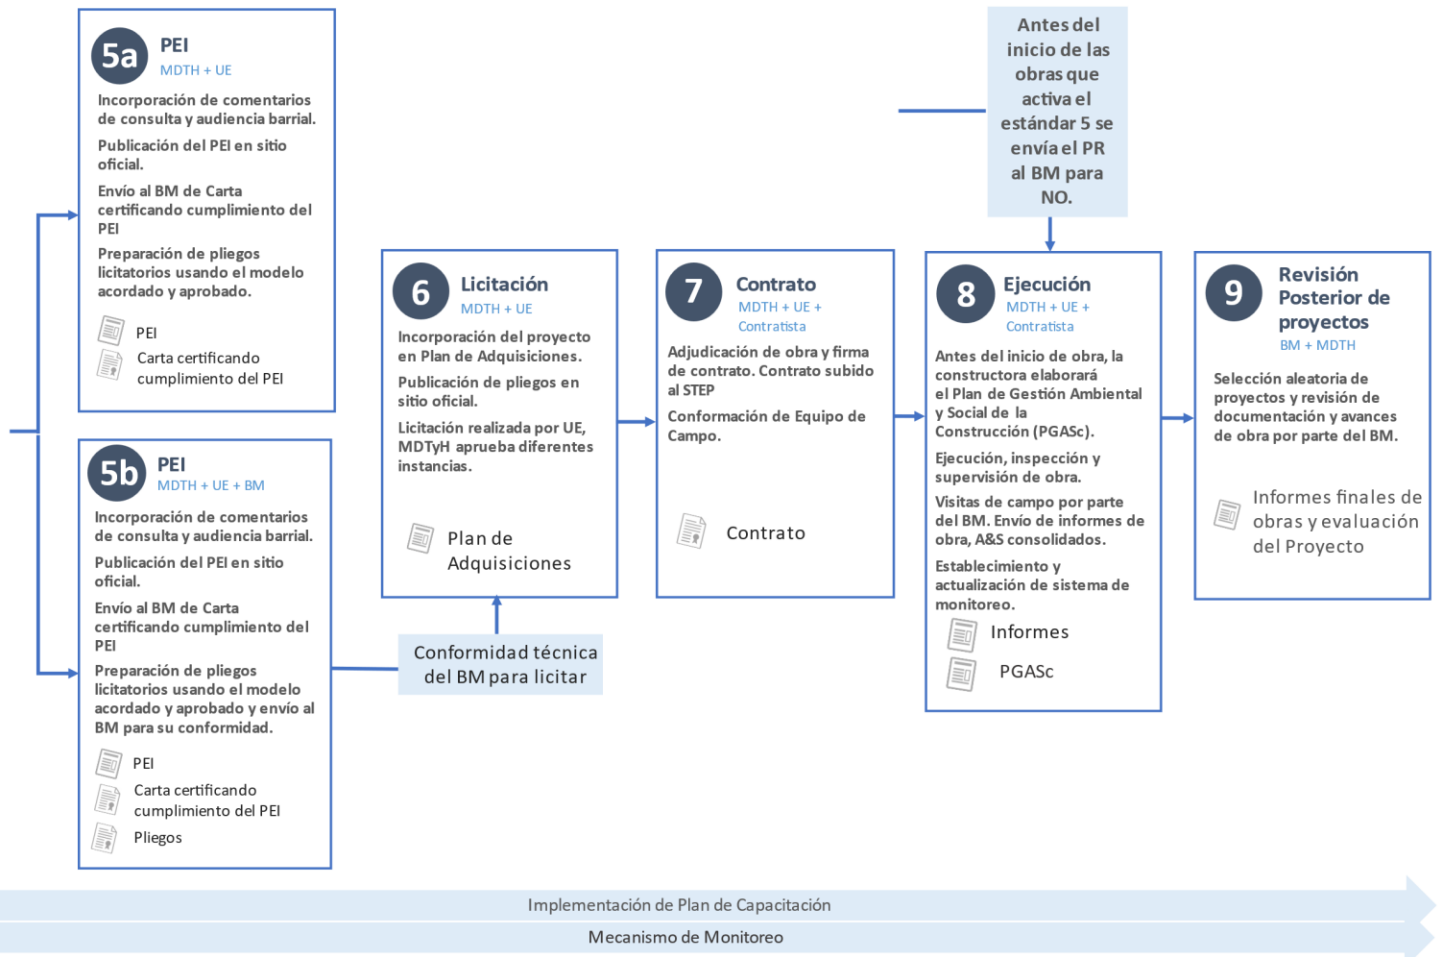 5a
PEI
MDTH + UE
Incorporación de comentarios
de consulta y audiencia barrial.
Publicación del PEI en sitio
oficial.
Envío al BM de Carta
certificando cumplimiento del
PEI
Preparación de pliegos
licitatorios usando el modelo
acordado y aprobado.
PEI
Carta certificando
cumplimiento del PEI
5b
PEI
MDTH + UE + BM
Incorporación de comentarios
de consulta y audiencia barrial.
Publicación del PEI en sitio
oficial.
Envío al BM de Carta
certificando cumplimiento del
PEI
Preparación de pliegos
licitatorios usando el modelo
acordado y aprobado y envío al
BM para su conformidad.
PEI
Carta certificando
cumplimiento del PEI
Pliegos
6
Licitación
MDTH + UE
Incorporación del proyecto
en Plan de Adquisiciones.
Publicación de pliegos en
sitio oficial.
Licitación realizada por UE,
MDTyH aprueba diferentes
instancias.
Plan de
Adquisiciones
Conformidad técnica
del BM para licitar
7
Contrato
MDTH + UE +
Contratista
Adjudicación de obra y firma
de contrato. Contrato subido
al STEP
Conformación de Equipo de
Campo.
Contrato
Antes del
inicio de las
obras que
activa el
estándar 5 se
envía el PR
al BM para
NO.
8
Ejecución
MDTH + UE +
Contratista
Antes del inicio de obra, la
constructora elaborará
el Plan de Gestión Ambiental
y Social de la
Construcción (PGASc).
Ejecución, inspección y
supervisión de obra.
Visitas de campo por parte
del BM. Envío de informes de
obra, A&S consolidados.
Establecimiento y
actualización de sistema de
monitoreo.
Informes
PGASc
9
Revisión
Posterior de
proyectos
BM + MDTH
Selección aleatoria de
proyectos y revisión de
documentación y avances
de obra por parte del BM.
Informes finales de
obras y evaluación
del Proyecto
Implementación de Plan de Capacitación
Mecanismo de Monitoreo